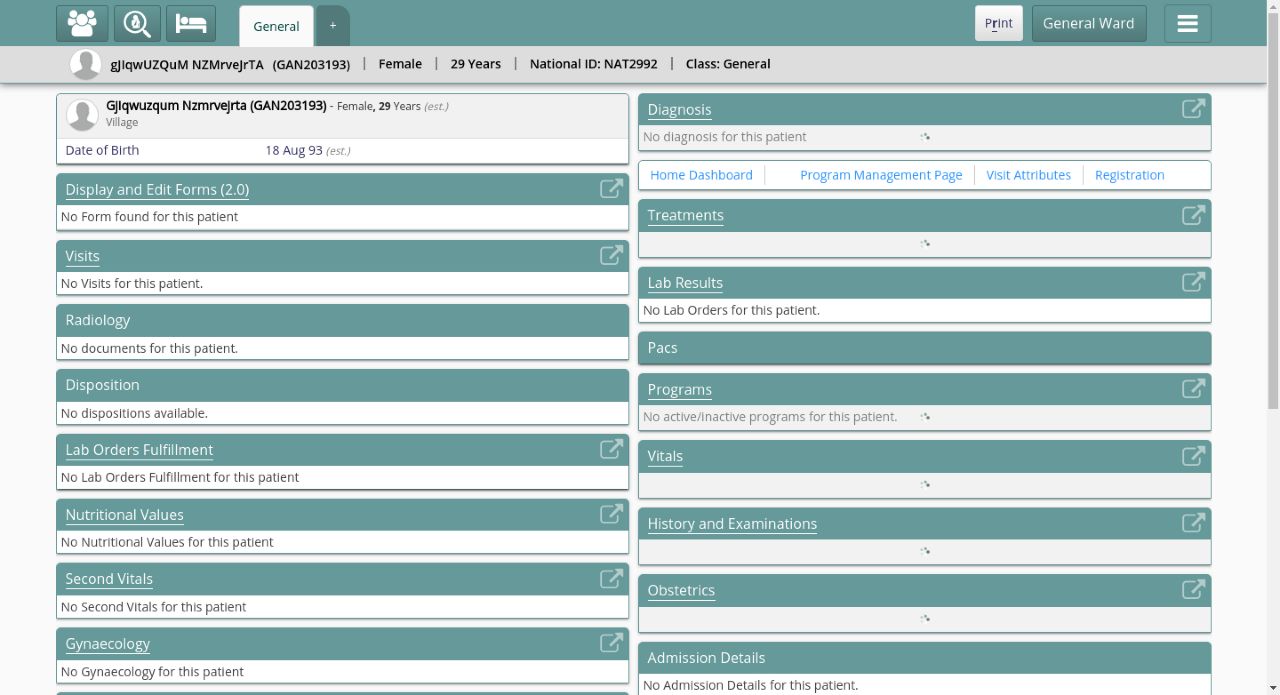 General
+
Print
General Ward
gJIqwUZQuM NZMrveJrTA (GAN203193) | Female | 29 Years | National ID: NAT2992 | Class: General
GJIqwuzqum Nzmrvejrta (GAN203193) - Female, 29 Years (est.)
Village
Date of Birth 18 Aug 93 (est.)
Display and Edit Forms (2.0)
No Form found for this patient
Visits
No Visits for this patient.
Radiology
No documents for this patient.
Disposition
No dispositions available.
Lab Orders Fulfillment
No Lab Orders Fulfillment for this patient
Nutritional Values
No Nutritional Values for this patient
Second Vitals
No Second Vitals for this patient
Gynaecology
No Gynaecology for this patient
Diagnosis
No diagnosis for this patient
Home Dashboard
Program Management Page
Visit Attributes
Registration
Treatments
Lab Results
No Lab Orders for this patient.
Pacs
Programs
No active/inactive programs for this patient.
Vitals
History and Examinations
Obstetrics
Admission Details
No Admission Details for this patient.